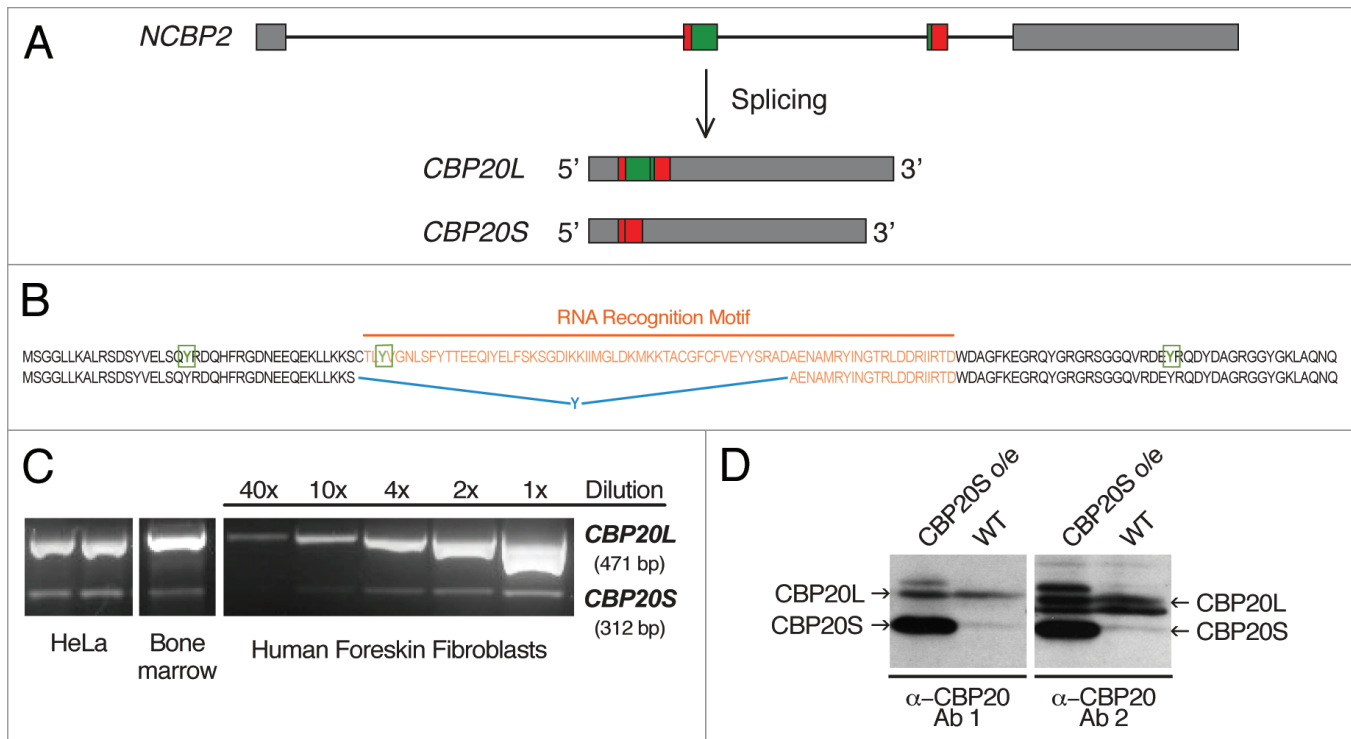 A
NCBP2
Splicing
CBP20L 5’ 3’
CBP20S 5’ 3’
B
RNA Recognition Motif
MSGGLLKALRSDSYVELSQYRDQHFRGDNEEQEKLLKKSCTLYVGNLSFYTTEEQIYELFSKSGDIKKIIMGLDKMKKTACGFCFVEYYSRADAENAMRYINGTRLDDRIIRTDWDAGFKEGRQYGRGRSGGQVRDEYRQDYDAGRGGYGKLAQNQ
MSGGLLKALRSDSYVELSQYRDQHFRGDNEEQEKLLKKS AENAMRYINGTRLDDRIIRTDWDAGFKEGRQYGRGRSGGQVRDEYRQDYDAGRGGYGKLAQNQ
Y
C
40x 10x 4x 2x 1x Dilution
CBP20L
(471 bp)
CBP20S
(312 bp)
HeLa
Bone
marrow
Human Foreskin Fibroblasts
D
CBP20S o/e
WT
CBP20S o/e
WT
CBP20L →
CBP20S →
← CBP20L
← CBP20S
α–CBP20
Ab 1
α–CBP20
Ab 2